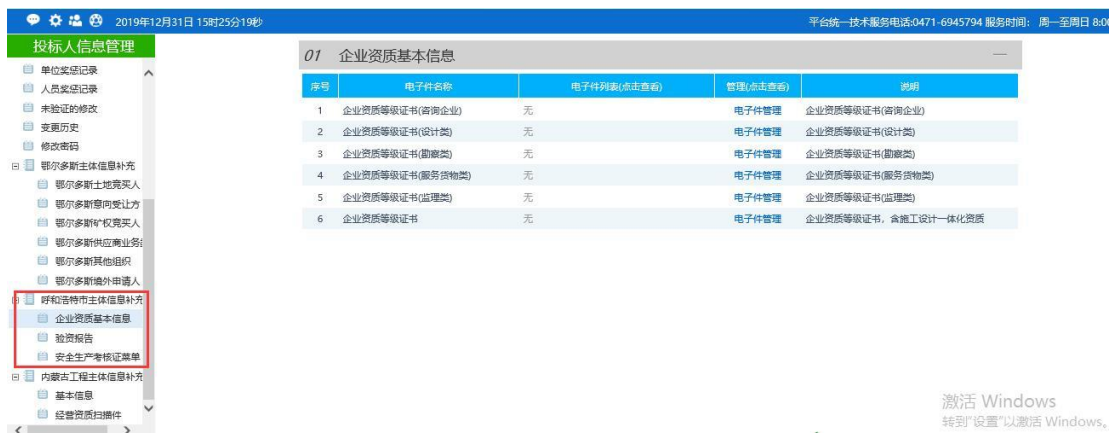 2019年12月31日 15时25分19秒
平台统一技术服务电话:0471-6945794 服务时间： 周一至周日 8:00
投标人信息管理
单位奖惩记录
人员奖惩记录
未验证的修改
变更历史
修改密码
鄂尔多斯主体信息补充
鄂尔多斯土地竞买人
鄂尔多斯意向受让方
鄂尔多斯矿权竞买人
鄂尔多斯供应商业务
鄂尔多斯其他组织
鄂尔多斯境外申请人
呼和浩特市主体信息补充
企业资质基本信息
验资报告
安全生产考核证菜单
内蒙古工程主体信息补充
基本信息
经营资质扫描件
01 企业资质基本信息
序号 电子件名称 电子件列表(点击查看) 管理(点击查看) 说明
1 企业资质等级证书(咨询企业) 无 电子件管理 企业资质等级证书(咨询企业)
2 企业资质等级证书(设计类) 无 电子件管理 企业资质等级证书(设计类)
3 企业资质等级证书(勘察类) 无 电子件管理 企业资质等级证书(勘察类)
4 企业资质等级证书(服务货物类) 无 电子件管理 企业资质等级证书(服务货物类)
5 企业资质等级证书(监理类) 无 电子件管理 企业资质等级证书(监理类)
6 企业资质等级证书 无 电子件管理 企业资质等级证书，含施工设计一体化资质
激活 Windows
转到"设置"以激活 Windows。